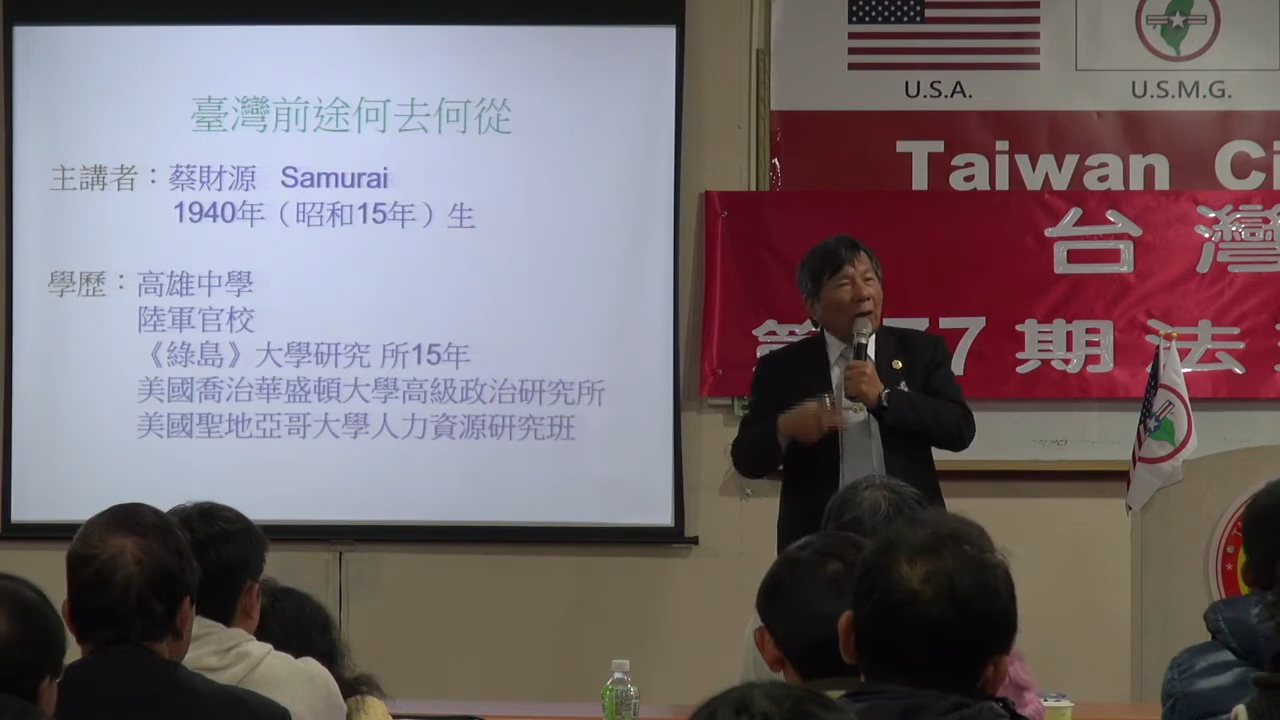 臺灣前途何去何從
主講者：蔡財源 Samurai
1940年（昭和15年）生
學歷：高雄中學
陸軍官校
《綠島》大學研究 所15年
美國喬治華盛頓大學高級政治研究所
美國聖地亞哥大學人力資源研究班
U.S.A.
U.S.M.G.
Taiwan Ci
台灣
第 7期法